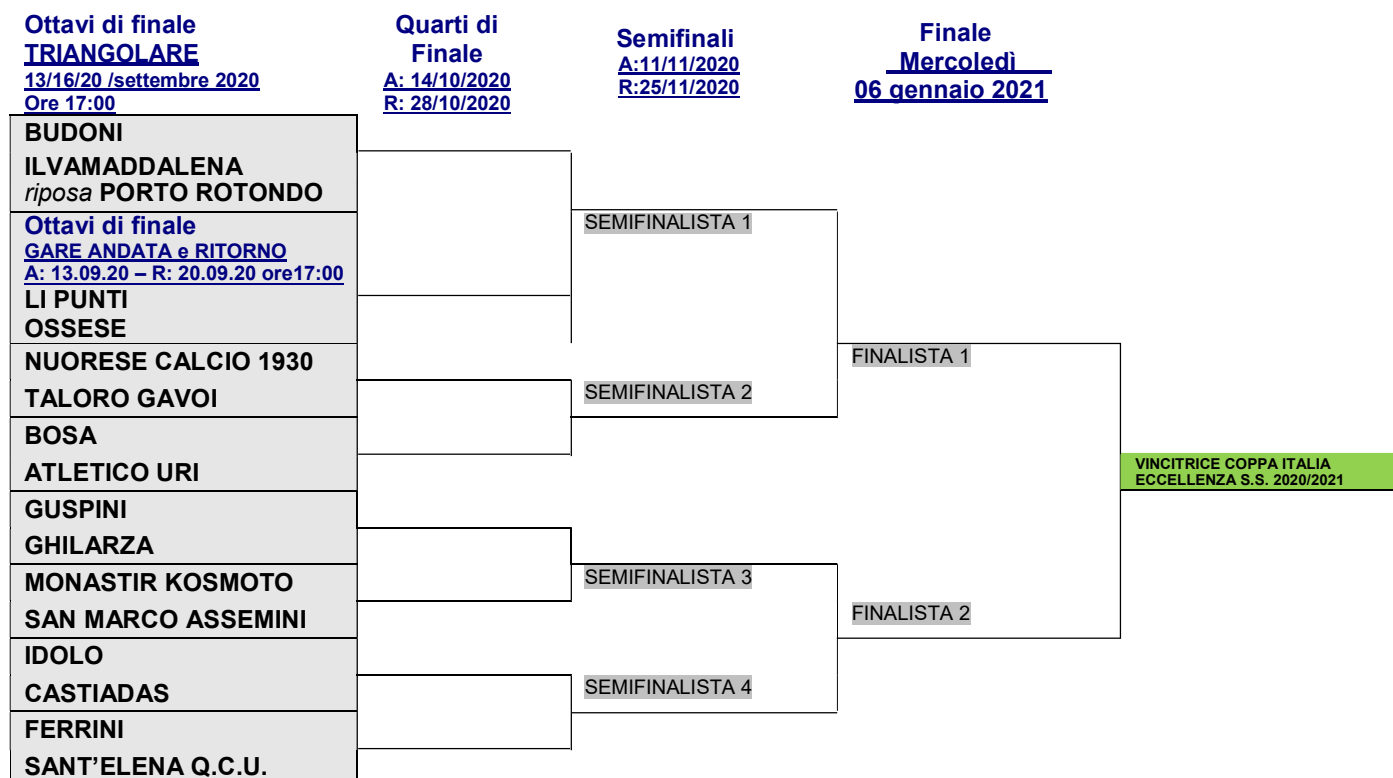 Ottavi di finale
TRIANGOLARE
13/16/20 /settembre 2020
Ore 17:00
Quarti di
Finale
A: 14/10/2020
R: 28/10/2020
Semifinali
A:11/11/2020
R:25/11/2020
Finale
Mercoledì
06 gennaio 2021
BUDONI
ILVAMADDALENA
riposa PORTO ROTONDO
Ottavi di finale
GARE ANDATA e RITORNO
A: 13.09.20 – R: 20.09.20 ore17:00
LI PUNTI
OSSESE
NUORESE CALCIO 1930
TALORO GAVOI
BOSA
ATLETICO URI
GUSPINI
GHILARZA
MONASTIR KOSMOTO
SAN MARCO ASSEMINI
IDOLO
CASTIADAS
FERRINI
SANT’ELENA Q.C.U.
SEMIFINALISTA 1
SEMIFINALISTA 2
SEMIFINALISTA 3
SEMIFINALISTA 4
FINALISTA 1
FINALISTA 2
VINCITRICE COPPA ITALIA
ECCELLENZA S.S. 2020/2021